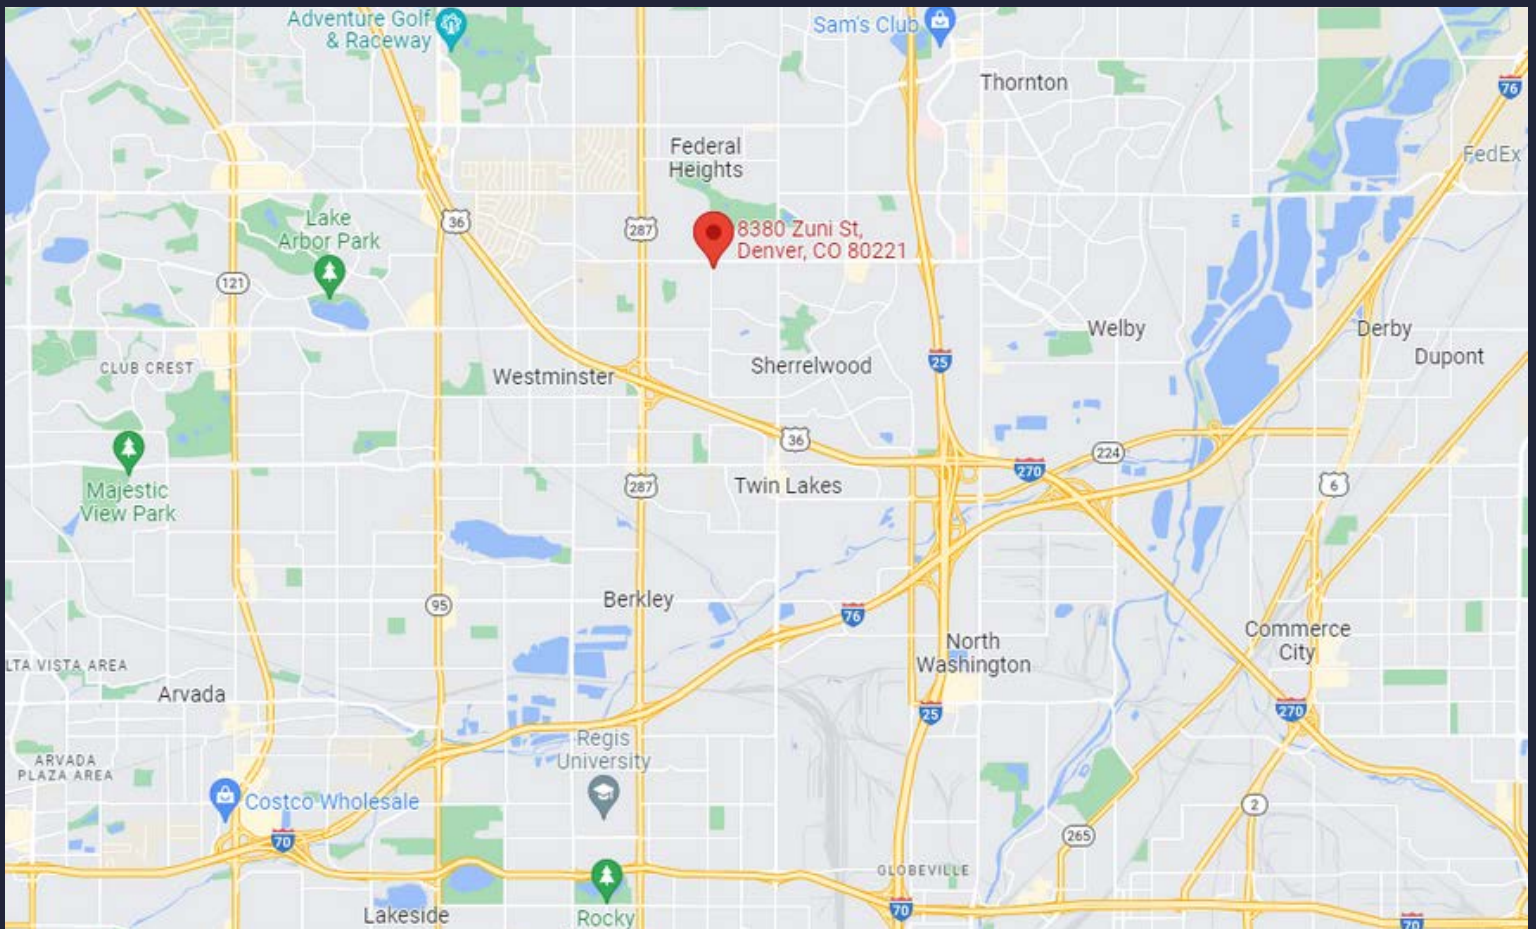 Adventure Golf
& Raceway
Sam's Club
Thornton
76
Federal
Heights
FedEx
Lake
Arbor Park
36
287
8380 Zuni St,
Denver, CO 80221
121
Welby
Derby
Dupont
CLUB CREST
Westminster
Sherrelwood
25
36
224
270
Majestic
View Park
287
Twin Lakes
6
95
Berkley
76
North
Washington
Commerce
City
LTA VISTA AREA
Arvada
25
270
ARVADA
PLAZA AREA
Regis
University
Costco Wholesale
2
70
265
GLOBEVILLE
Lakeside
Rocky
70
70